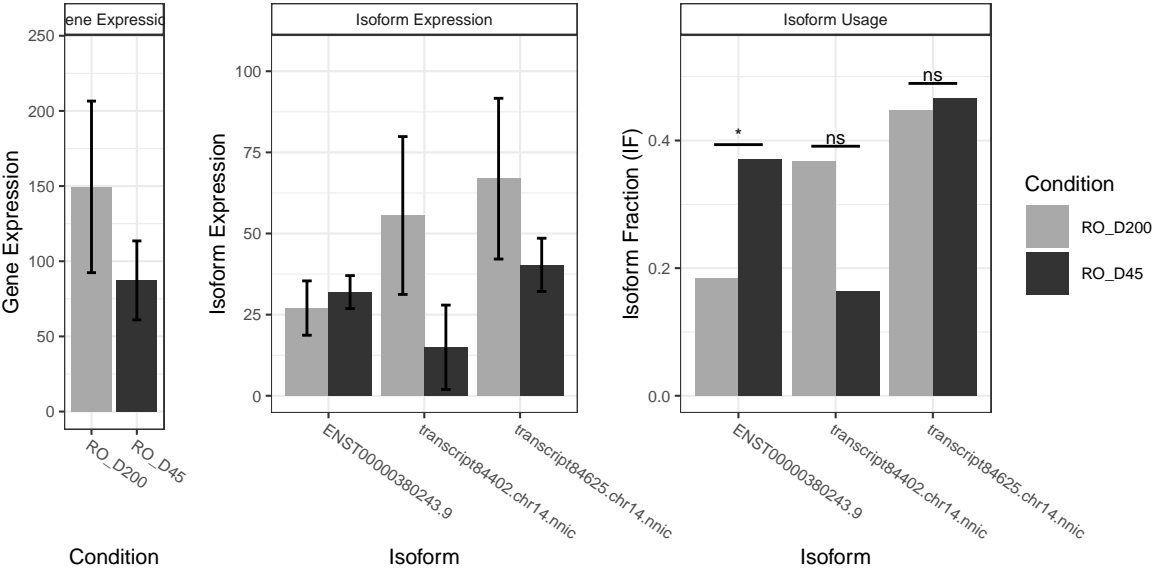 ene Expressio
Gene Expression
250
200
150
100
50
0
RO_D200
RO_D45
Condition
Isoform Expression
Isoform Expression
100
75
50
25
0
ENST00000380243.9
transcript84402.chr14.nnic
transcript84625.chr14.nnic
Isoform
Isoform Usage
Isoform Fraction (IF)
0.4
0.2
0.0
*
ns
ns
ENST00000380243.9
transcript84402.chr14.nnic
transcript84625.chr14.nnic
Isoform
Condition
RO_D200
RO_D45